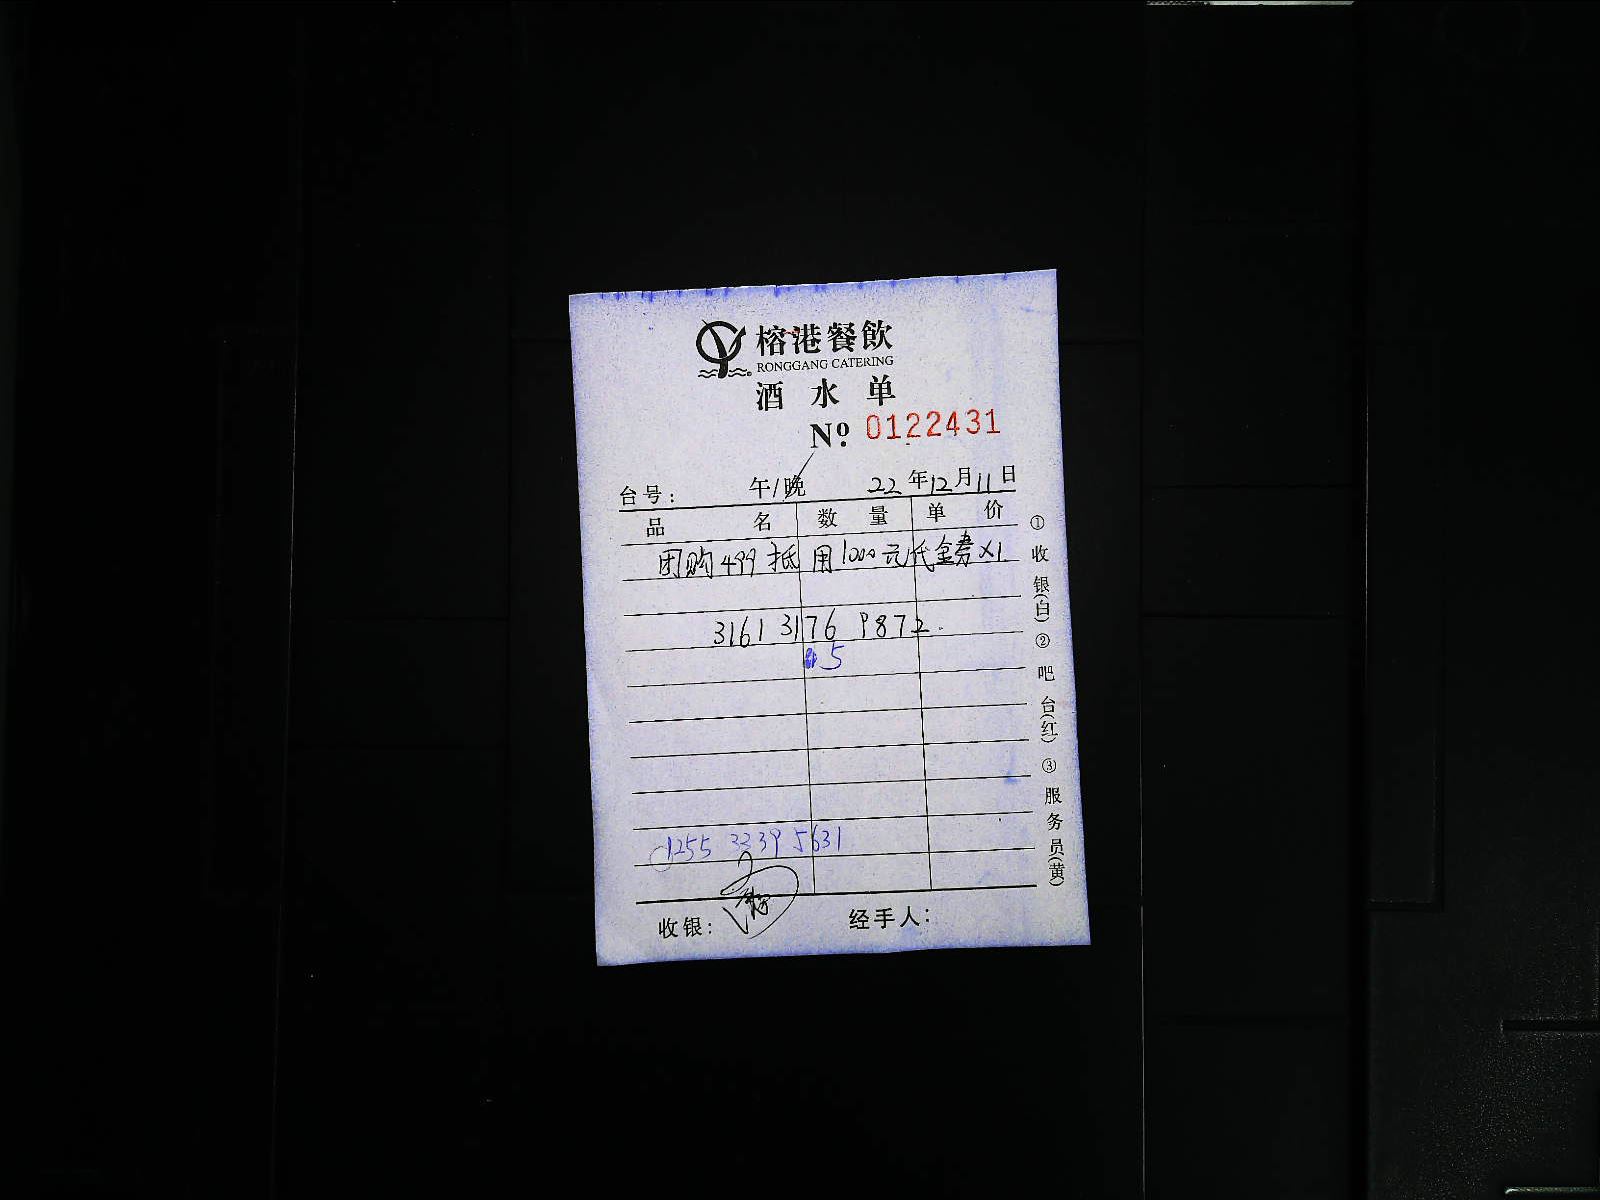 榕港餐飲
RONGGANG CATERING
酒水单
Nº 0122431
台号： 午/晚 22年12月11日
品名 数量 单价
团购499抵用1000元代金券×1
3161 3176 9872.
5
1255 3339 5631
收银： 经手人：
①收银(白) ②吧台(红) ③服务员(黄)